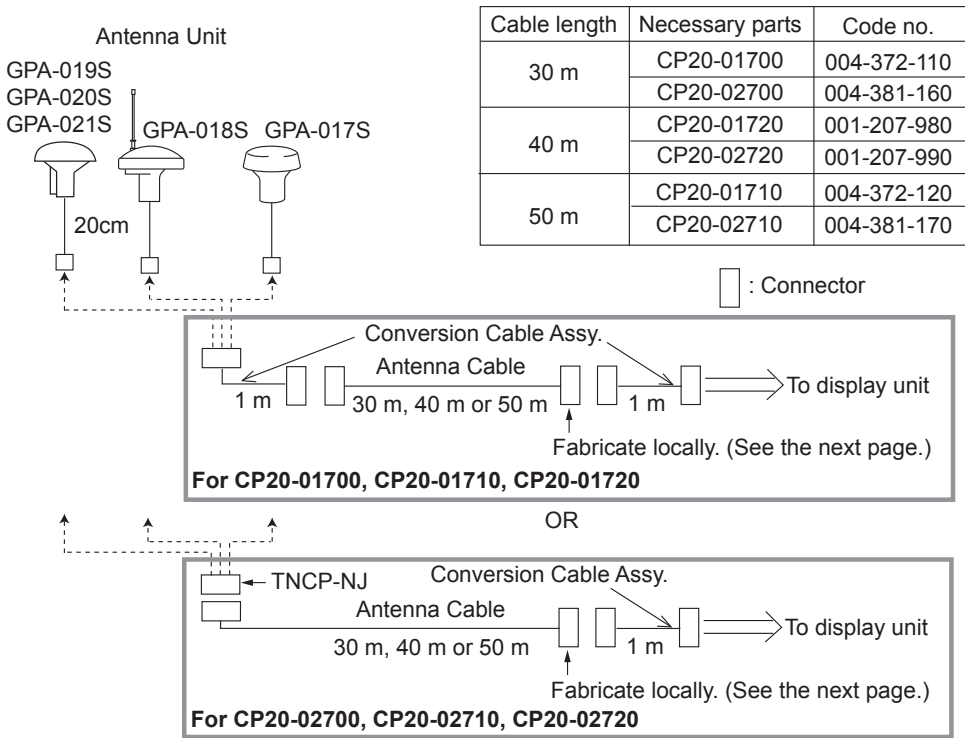 Antenna Unit
GPA-019S
GPA-020S
GPA-021S
GPA-018S
GPA-017S
20cm
Cable length Necessary parts Code no.
30 m CP20-01700 004-372-110
CP20-02700 004-381-160
40 m CP20-01720 001-207-980
CP20-02720 001-207-990
50 m CP20-01710 004-372-120
CP20-02710 004-381-170
: Connector
Conversion Cable Assy.
Antenna Cable
1 m
30 m, 40 m or 50 m
1 m
To display unit
Fabricate locally. (See the next page.)
For CP20-01700, CP20-01710, CP20-01720
OR
TNCP-NJ
Conversion Cable Assy.
Antenna Cable
30 m, 40 m or 50 m
1 m
To display unit
Fabricate locally. (See the next page.)
For CP20-02700, CP20-02710, CP20-02720